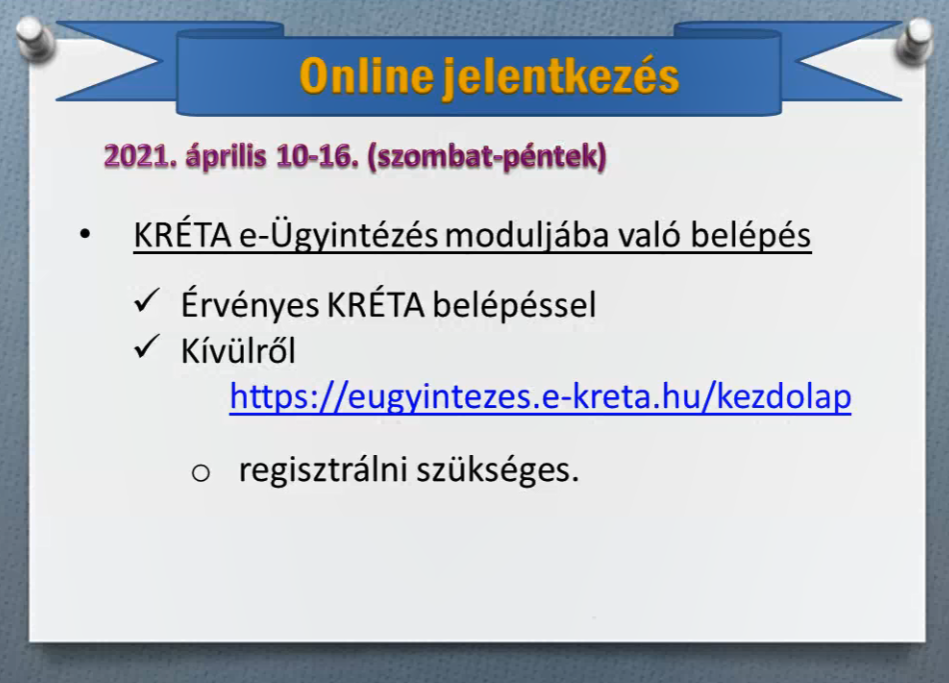 Online jelentkezés
2021. április 10-16. (szombat-péntek)
• KRÉTA e-Ügyintézés moduljába való belépés
✓ Érvényes KRÉTA belépéssel
✓ Kívülről
https://eugyintezes.e-kreta.hu/kezdolap
o regisztrálni szükséges.